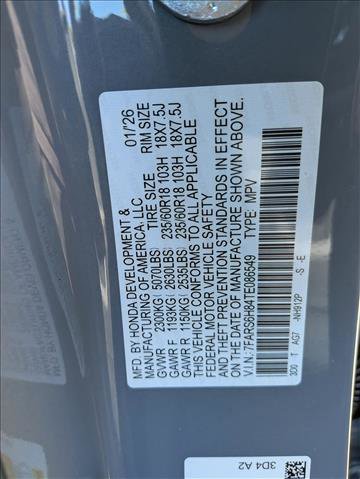 MFD. BY HONDA DEVELOPMENT &
MANUFACTURING OF AMERICA, LLC 01/26
TIRE SIZE RIM SIZE
GVWR 2300KG( 5070LBS)
GAWR F 1193KG( 2630LBS) 235/60R18 103H 18X7.5J
GAWR R 1150KG( 2535LBS) 235/60R18 103H 18X7.5J
THIS VEHICLE CONFORMS TO ALL APPLICABLE
FEDERAL MOTOR VEHICLE SAFETY
AND THEFT PREVENTION STANDARDS IN EFFECT
ON THE DATE OF MANUFACTURE SHOWN ABOVE.
V.I.N.: 7FARS6H84TE086549 TYPE: MPV
3D0 T AG7 -NH912P -S -E
3D4 A2